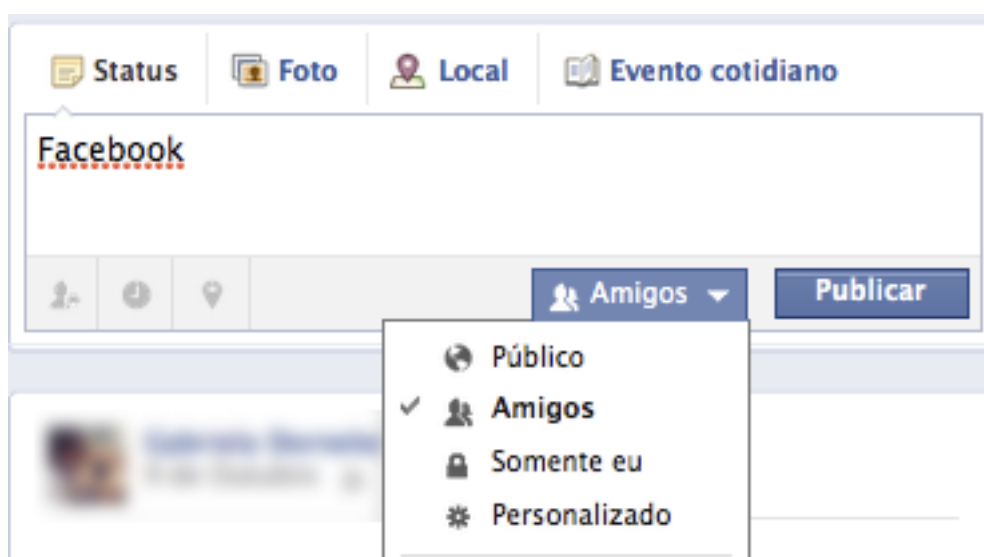 Status Foto Local Evento cotidiano
Facebook
Amigos Publicar
Público
Amigos
Somente eu
Personalizado